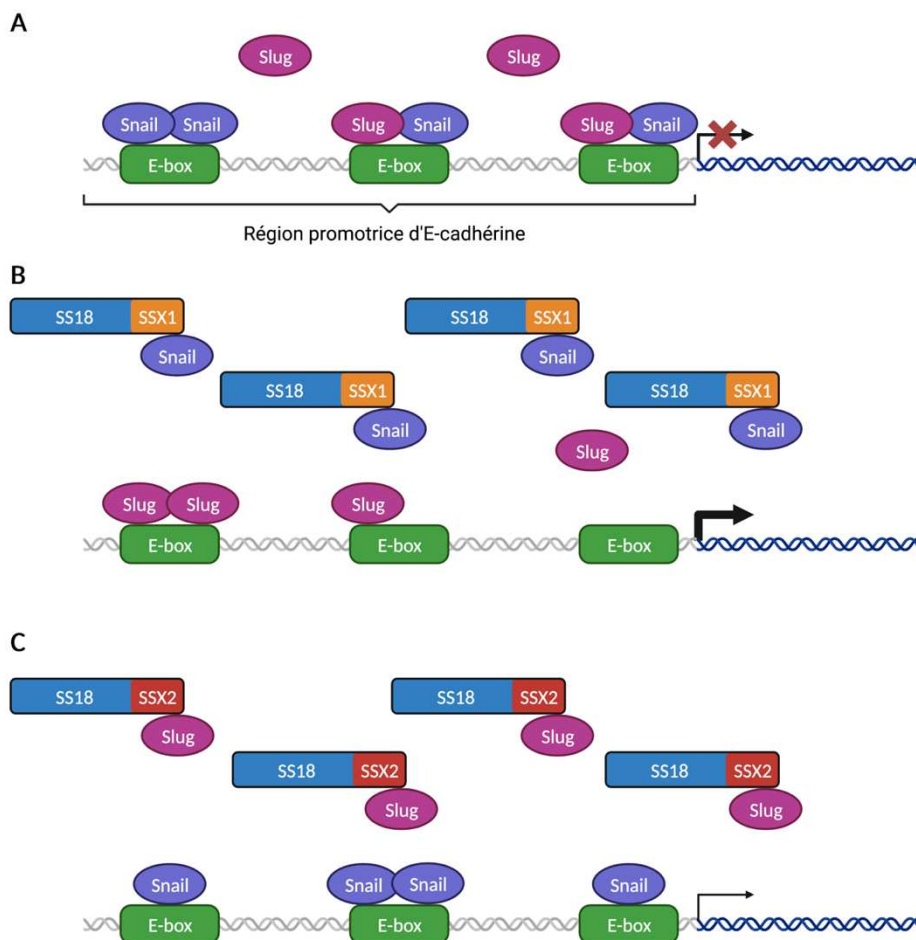 A
Slug Slug
Snail Snail Slug Snail Slug Snail
E-box E-box E-box
Région promotrice d'E-cadhérine
B
SS18 SSX1 SS18 SSX1
Snail Snail
SS18 SSX1 SS18 SSX1
Snail Snail
Slug
Slug Slug Slug
E-box E-box E-box
C
SS18 SSX2 SS18 SSX2
Slug Slug
SS18 SSX2 SS18 SSX2
Slug Slug
Snail Snail Snail Snail
E-box E-box E-box